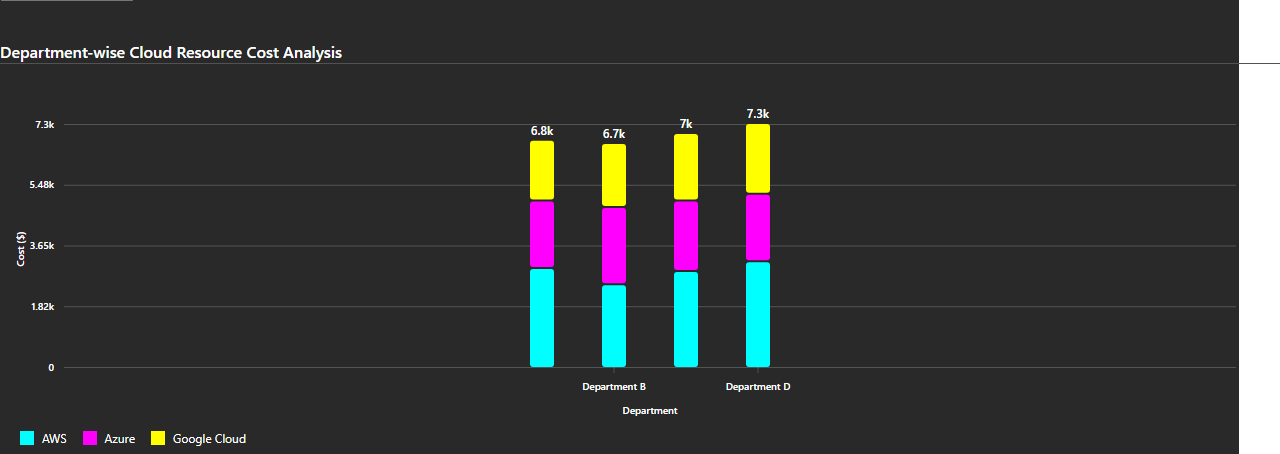 Department-wise Cloud Resource Cost Analysis
7.3k
7k
6.8k
6.7k
7.3k
5.48k
3.65k
Cost ($)
1.82k
0
Department B
Department D
Department
AWS
Azure
Google Cloud